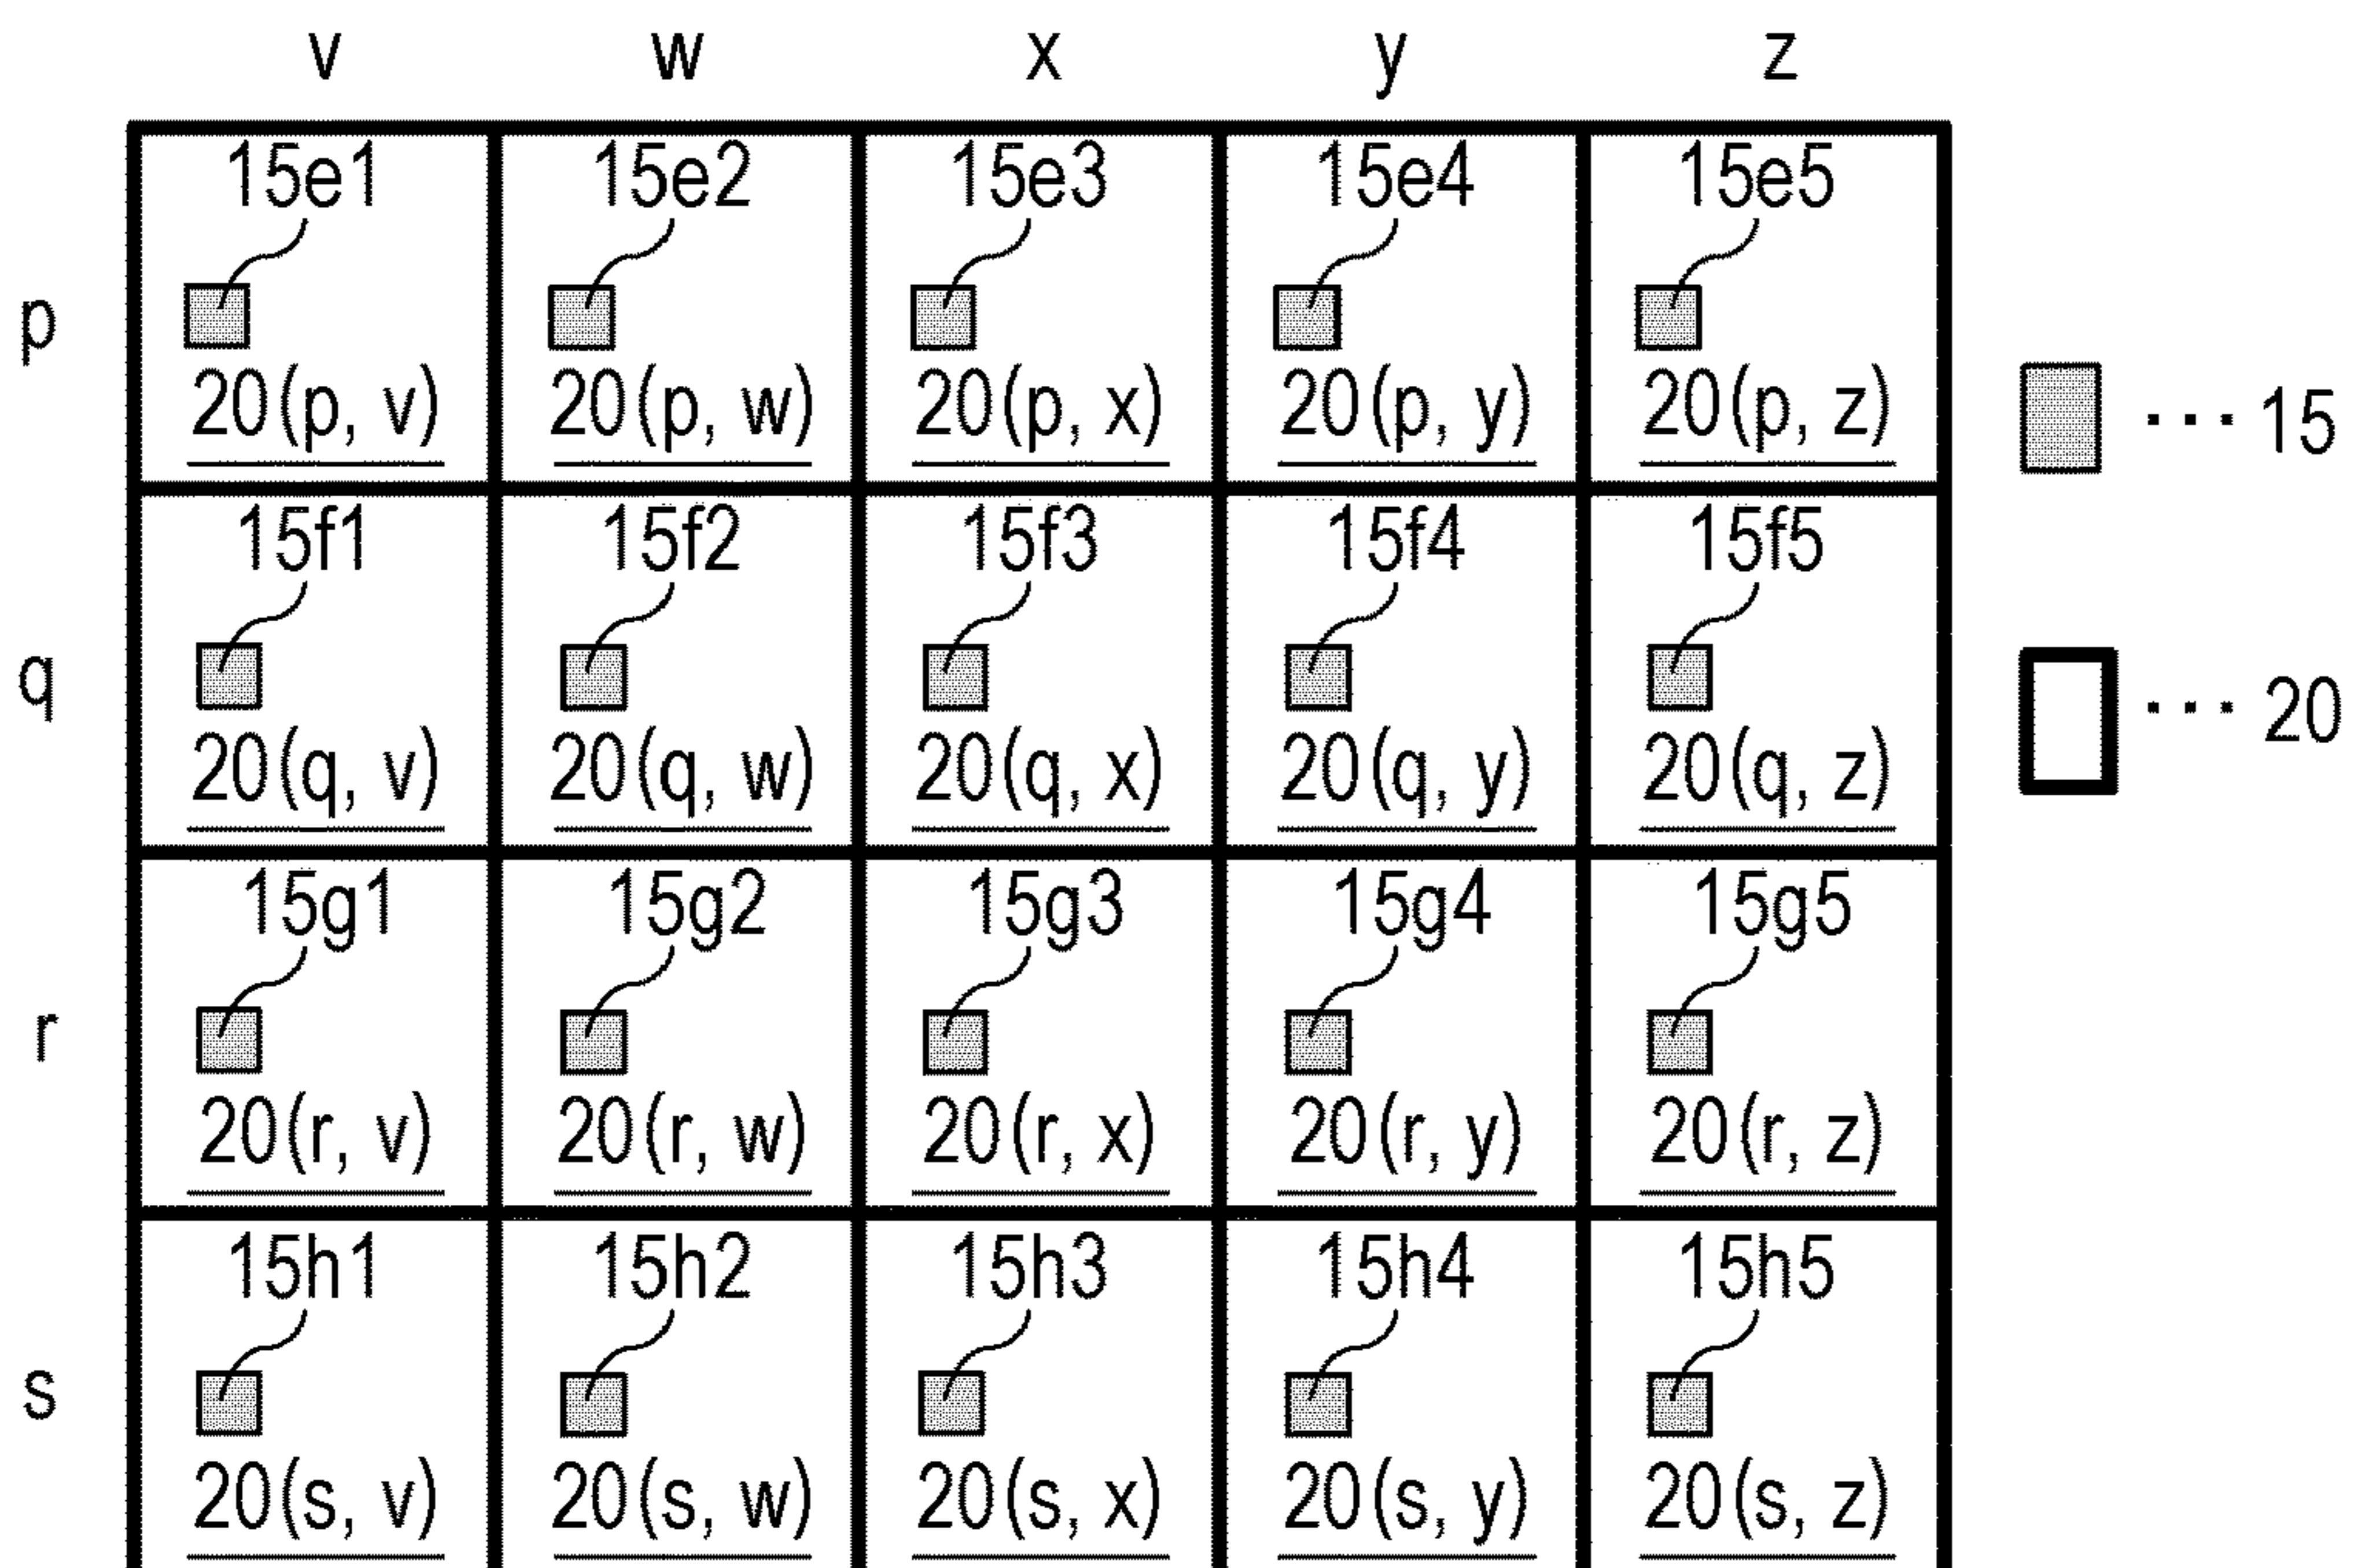 v w x y z
15e1 15e2 15e3 15e4 15e5
p
20(p, v) 20(p, w) 20(p, x) 20(p, y) 20(p, z)
··· 15
15f1 15f2 15f3 15f4 15f5
q
20(q, v) 20(q, w) 20(q, x) 20(q, y) 20(q, z)
··· 20
15g1 15g2 15g3 15g4 15g5
r
20(r, v) 20(r, w) 20(r, x) 20(r, y) 20(r, z)
15h1 15h2 15h3 15h4 15h5
s
20(s, v) 20(s, w) 20(s, x) 20(s, y) 20(s, z)